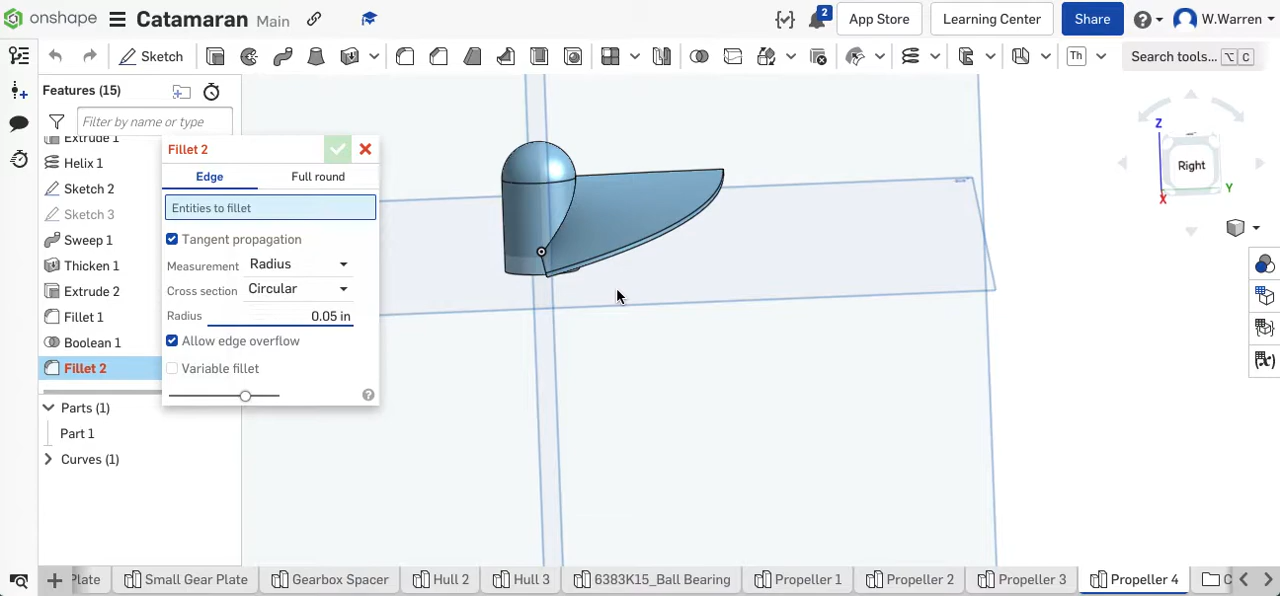 onshape Catamaran Main 2 App Store Learning Center Share W.Warren
Sketch Th Search tools... ⌥ C
Features (15)
Filter by name or type
Extrude 1
Helix 1
Sketch 2
Sketch 3
Sweep 1
Thicken 1
Extrude 2
Fillet 1
Boolean 1
Fillet 2
Parts (1)
Part 1
Curves (1)
Fillet 2
Edge Full round
Entities to fillet
Tangent propagation
Measurement Radius
Cross section Circular
Radius 0.05 in
Allow edge overflow
Variable fillet
Z
Right
Y
X
Plate Small Gear Plate Gearbox Spacer Hull 2 Hull 3 6383K15_Ball Bearing Propeller 1 Propeller 2 Propeller 3 Propeller 4 C